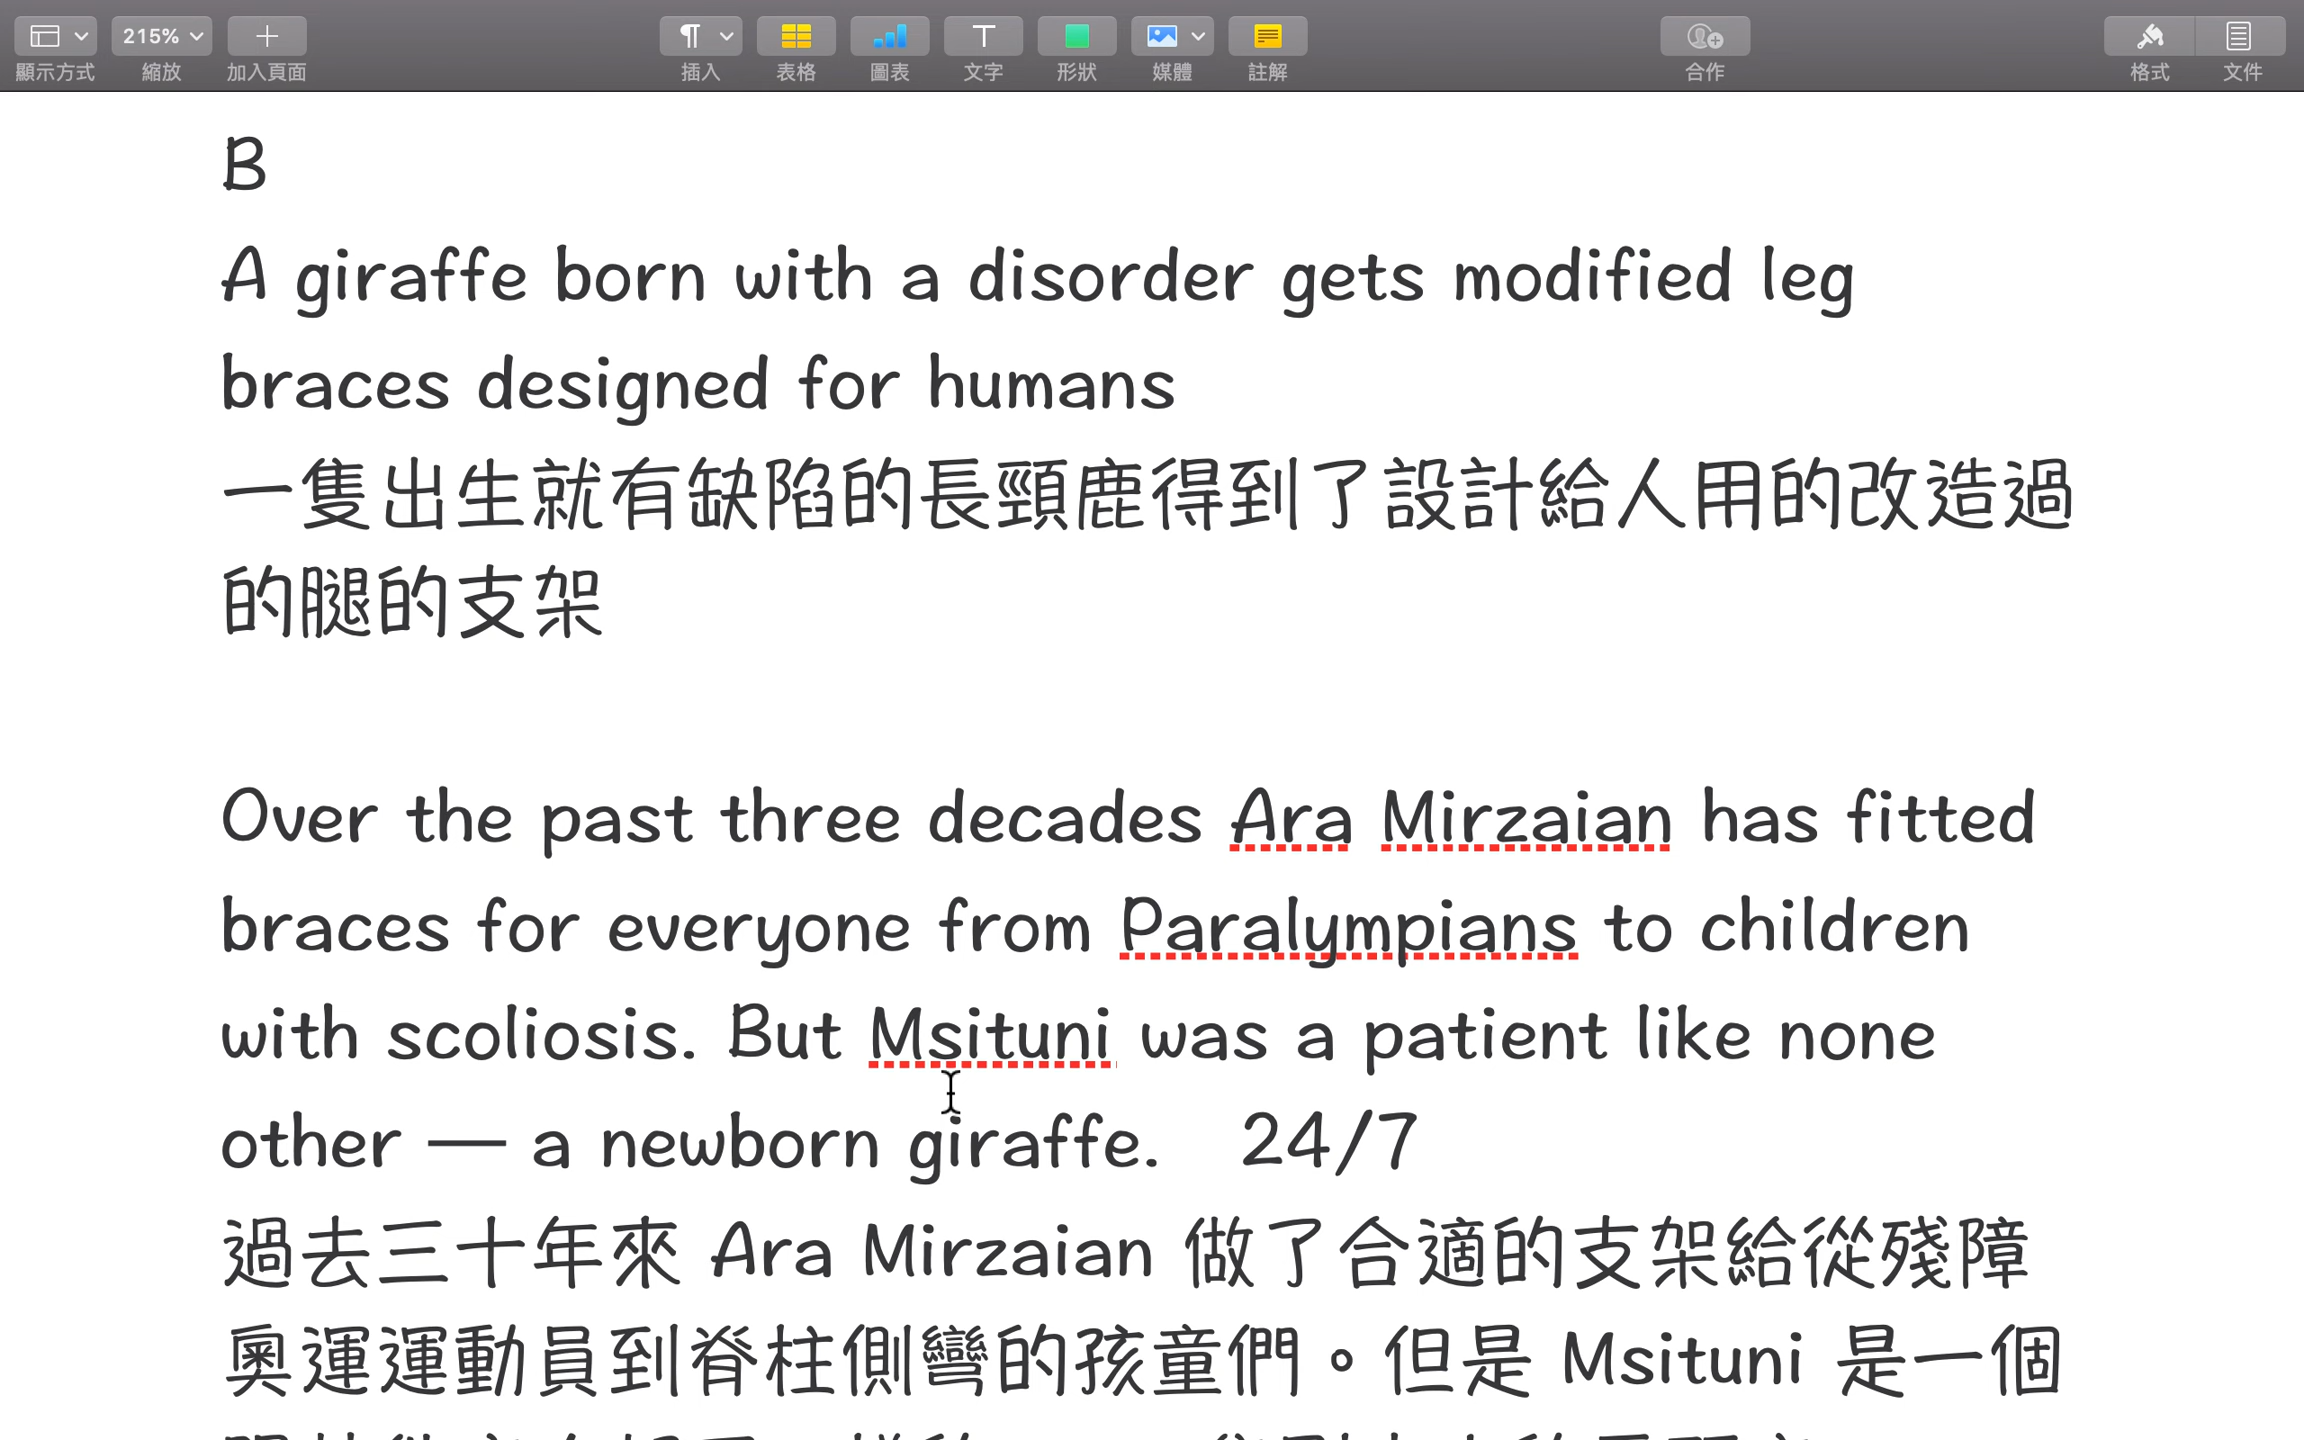 215%
顯示方式 縮放 加入頁面 插入 表格 圖表 文字 形狀 媒體 註解 合作 格式 文件
B
A giraffe born with a disorder gets modified leg
braces designed for humans
一隻出生就有缺陷的長頸鹿得到了設計給人用的改造過
的腿的支架
Over the past three decades Ara Mirzaian has fitted
braces for everyone from Paralympians to children
with scoliosis. But Msituni was a patient like none
other — a newborn giraffe. 24/7
過去三十年來 Ara Mirzaian 做了合適的支架給從殘障
奧運運動員到脊柱側彎的孩童們。但是 Msituni 是一個